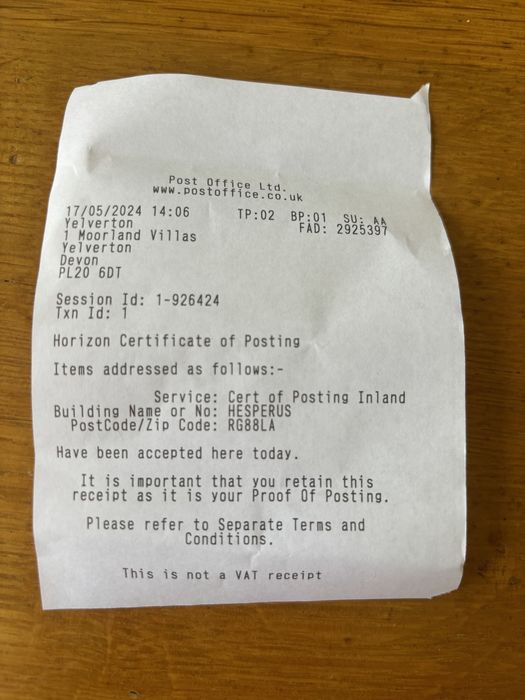 Post Office Ltd.
www.postoffice.co.uk
17/05/2024 14:06 TP:02 BP:01 SU: AA
Yelverton FAD: 2925397
1 Moorland Villas
Yelverton
Devon
PL20 6DT
Session Id: 1-926424
Txn Id: 1
Horizon Certificate of Posting
Items addressed as follows:-
Service: Cert of Posting Inland
Building Name or No: HESPERUS
PostCode/Zip Code: RG88LA
Have been accepted here today.
It is important that you retain this
receipt as it is your Proof Of Posting.
Please refer to Separate Terms and
Conditions.
This is not a VAT receipt